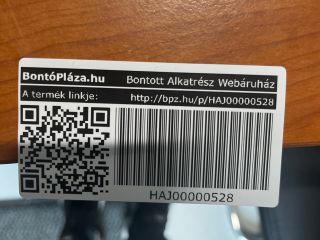 BontóPláza.hu Bontott Alkatrész Webáruház
A termék linkje: http://bpz.hu/p/HAJ00000528
HAJ00000528